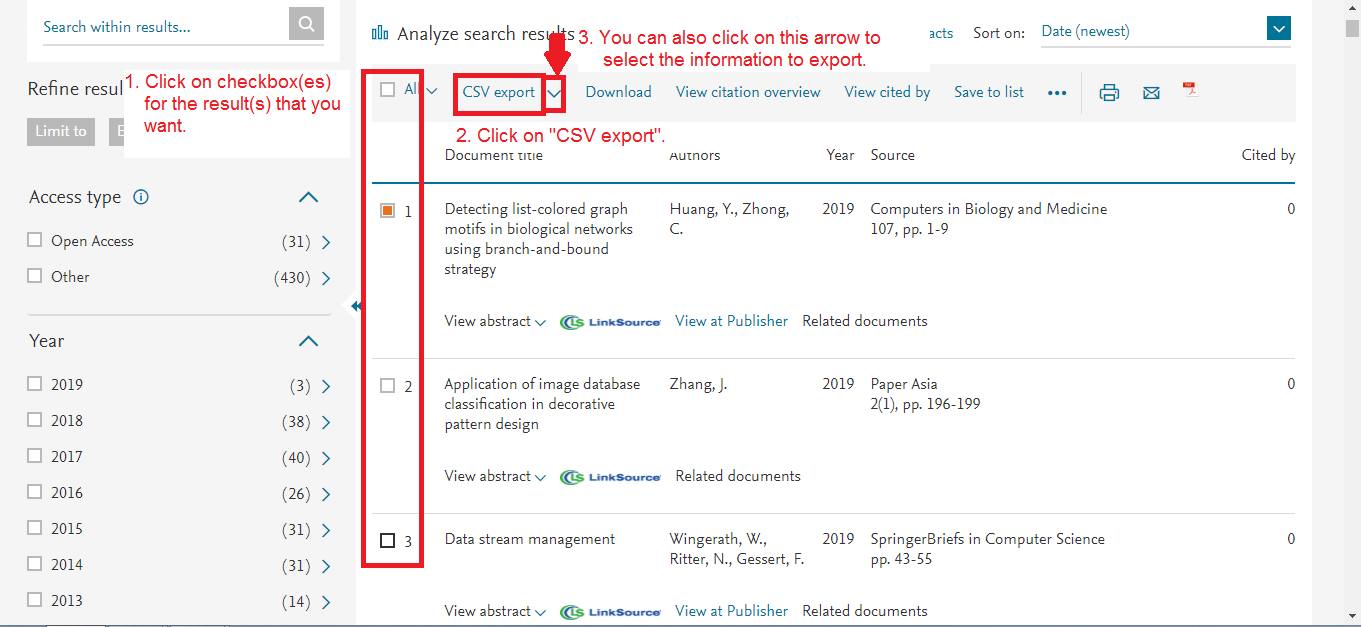 Search within results...
Analyze search results
3. You can also click on this arrow to
select the information to export.
Sort on:
Date (newest)
Refine
1. Click on checkbox(es)
for the result(s) that you
want.
Limit to
All
CSV export
Download
View citation overview
View cited by
Save to list
•••
2. Click on "CSV export".
Document title
Authors
Year
Source
Cited by
Access type
Open Access (31)
Other (430)
Year
2019 (3)
2018 (38)
2017 (40)
2016 (26)
2015 (31)
2014 (31)
2013 (14)
1
Detecting list-colored graph
motifs in biological networks
using branch-and-bound
strategy
Huang, Y., Zhong,
C.
2019
Computers in Biology and Medicine
107, pp. 1-9
0
View abstract
LinkSource
View at Publisher
Related documents
2
Application of image database
classification in decorative
pattern design
Zhang, J.
2019
Paper Asia
2(1), pp. 196-199
0
View abstract
LinkSource
Related documents
3
Data stream management
Wingerath, W.,
Ritter, N., Gessert, F.
2019
SpringerBriefs in Computer Science
pp. 43-55
0
View abstract
LinkSource
View at Publisher
Related documents